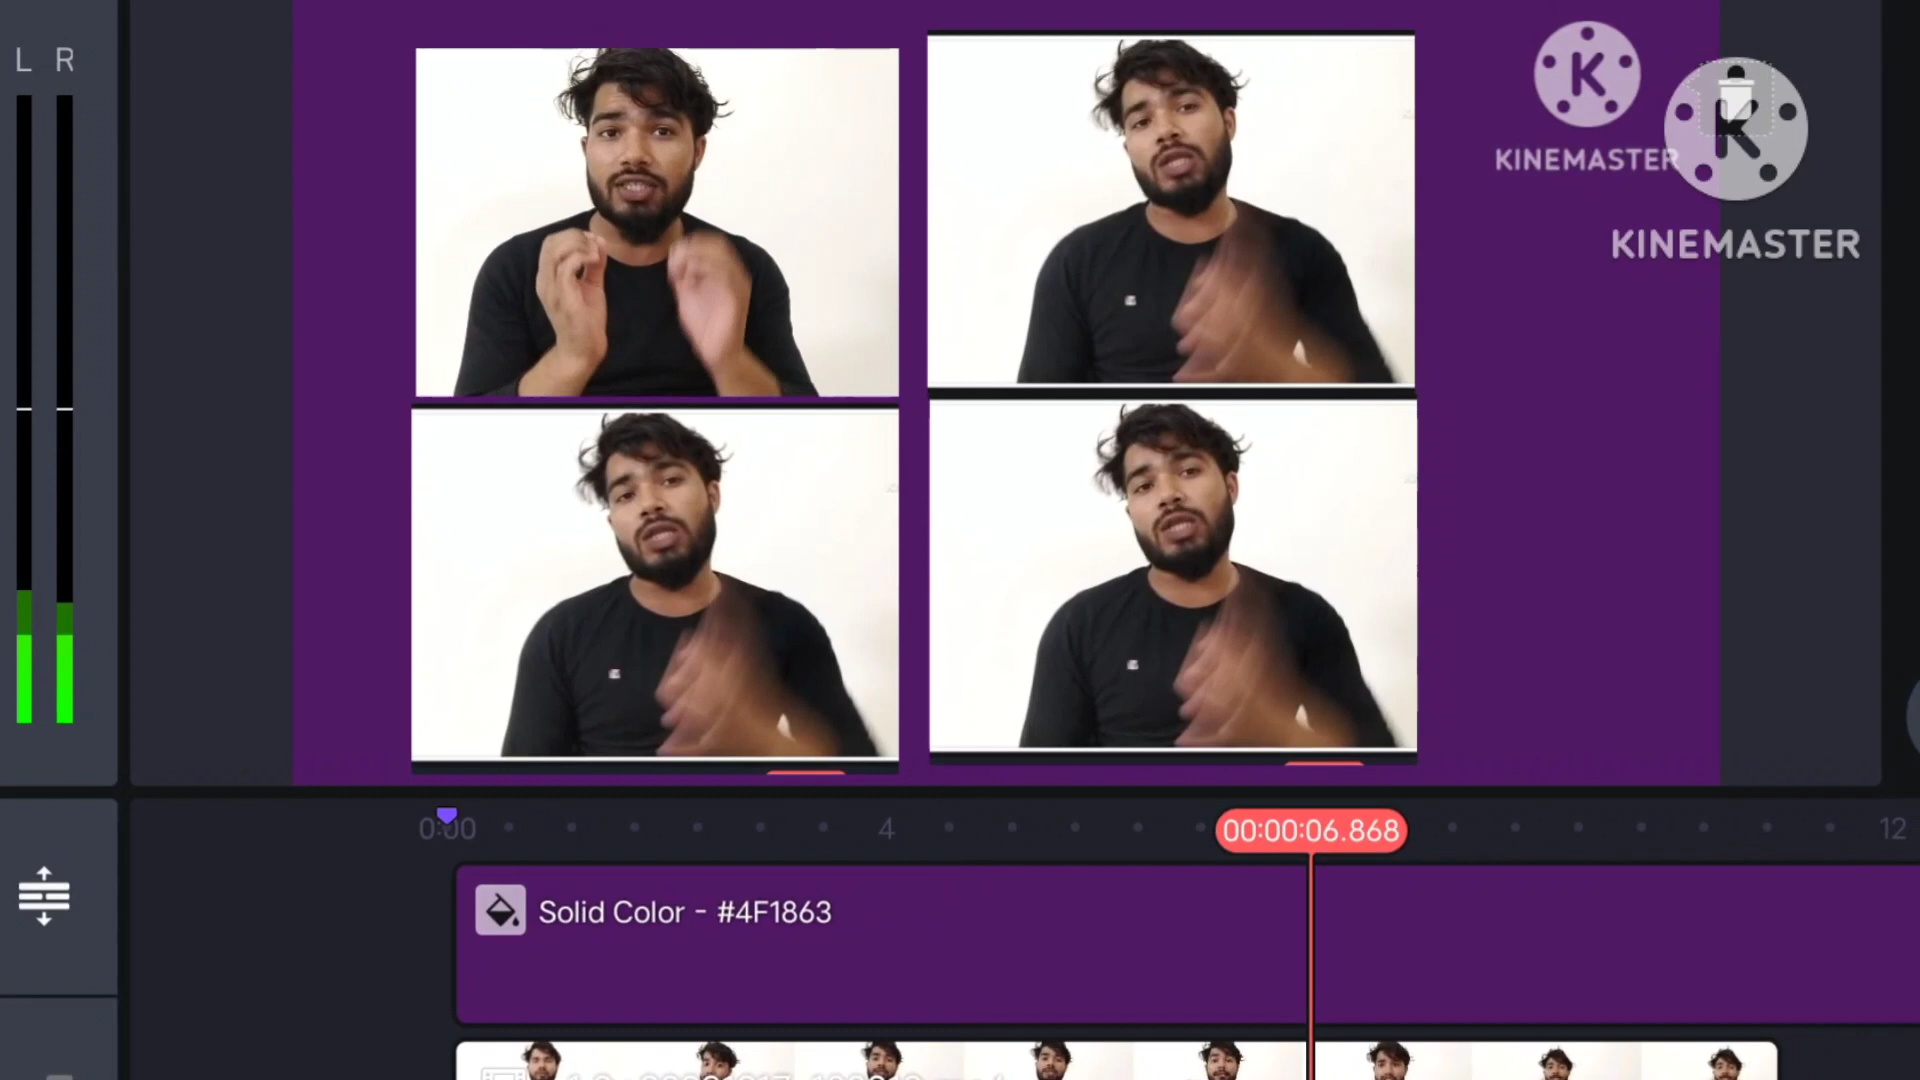 L R
K
KINEMASTER
K
KINEMASTER
0:00
4
00:00:06.868
12
Solid Color - #4F1863